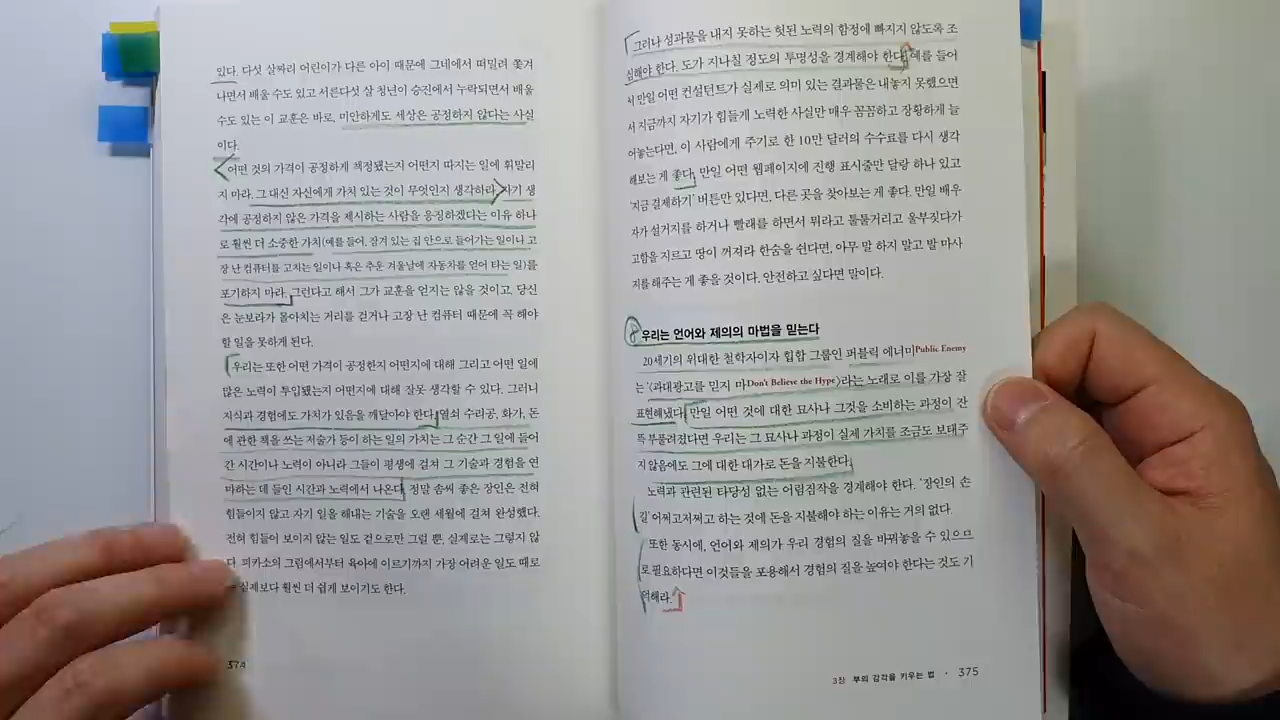 있다. 다섯 살짜리 어린이가 다른 아이 때문에 그네에서 떠밀려 쫓겨
나면서 배울 수도 있고 서른다섯 살 청년이 승진에서 누락되면서 배울
수도 있는 이 교훈은 바로, 미안하게도 세상은 공정하지 않다는 사실
이다.
어떤 것의 가격이 공정하게 책정됐는지 어떤지 따지는 일에 휘말리
지 마라. 그 대신 자신에게 가치 있는 것이 무엇인지 생각하라. 자기 생
각에 공정하지 않은 가격을 제시하는 사람을 응징하겠다는 이유 하나
로 훨씬 더 소중한 가치(예를 들어, 잠겨 있는 집 안으로 들어가는 일이나 고
장 난 컴퓨터를 고치는 일이나 혹은 추운 겨울날에 자동차를 얻어 타는 일)를
포기하지 마라. 그런다고 해서 그가 교훈을 얻지는 않을 것이고, 당신
은 눈보라가 몰아치는 거리를 걷거나 고장 난 컴퓨터 때문에 꼭 해야
할 일을 못하게 된다.
우리는 또한 어떤 가격이 공정한지 어떤지에 대해 그리고 어떤 일에
많은 노력이 투입됐는지 어떤지에 대해 잘못 생각할 수 있다. 그러니
지식과 경험에도 가치가 있음을 깨달아야 한다. 열쇠 수리공, 화가, 돈
에 관한 책을 쓰는 저술가 등이 하는 일의 가치는 그 순간 그 일에 들어
간 시간이나 노력이 아니라 그들이 평생에 걸쳐 그 기술과 경험을 연
마하는 데 들인 시간과 노력에서 나온다. 정말 솜씨 좋은 장인은 전혀
힘들이지 않고 자기 일을 해내는 기술을 오랜 세월에 걸쳐 완성했다.
전혀 힘들이 보이지 않는 일도 겉으로만 그럴 뿐, 실제로는 그렇지 않
다. 피카소의 그림에서부터 육아에 이르기까지 가장 어려운 일도 때로
실제보다 훨씬 더 쉽게 보이기도 한다.
374
그러나 성과물을 내지 못하는 헛된 노력의 함정에 빠지지 않도록 조
심해야 한다. 도가 지나칠 정도의 투명성을 경계해야 한다. 예를 들어
서 만일 어떤 컨설턴트가 실제로 의미 있는 결과물은 내놓지 못했으면
서 지금까지 자기가 힘들게 노력한 사실만 매우 꼼꼼하고 장황하게 늘
어놓는다면, 이 사람에게 주기로 한 10만 달러의 수수료를 다시 생각
해보는 게 좋다. 만일 어떤 웹페이지에 진행 표시줄만 달랑 하나 있고
'지금 결제하기' 버튼만 있다면, 다른 곳을 찾아보는 게 좋다. 만일 배우
자가 설거지를 하거나 빨래를 하면서 뭐라고 툴툴거리고 울부짖다가
고함을 지르고 땅이 꺼져라 한숨을 쉰다면, 아무 말 하지 말고 발 마사
지를 해주는 게 좋을 것이다. 안전하고 싶다면 말이다.
⑧ 우리는 언어와 제의의 마법을 믿는다
20세기의 위대한 철학자이자 힙합 그룹인 퍼블릭 에너미Public Enemy
는 '〈과대광고를 믿지 마Don't Believe the Hype〉라는 노래로 이를 가장 잘
표현해냈다. 만일 어떤 것에 대한 묘사나 그것을 소비하는 과정이 잔
뜩 부풀려졌다면 우리는 그 묘사나 과정이 실제 가치를 조금도 보태주
지 않음에도 그에 대한 대가로 돈을 지불한다.
노력과 관련된 타당성 없는 어림짐작을 경계해야 한다. '장인의 손
길' 어쩌고저쩌고 하는 것에 돈을 지불해야 하는 이유는 거의 없다.
또한 동시에, 언어와 제의가 우리 경험의 질을 바꿔놓을 수 있으므
로 필요하다면 이것들을 포용해서 경험의 질을 높여야 한다는 것도 기
억해라.
3장 부의 감각을 키우는 법 · 375